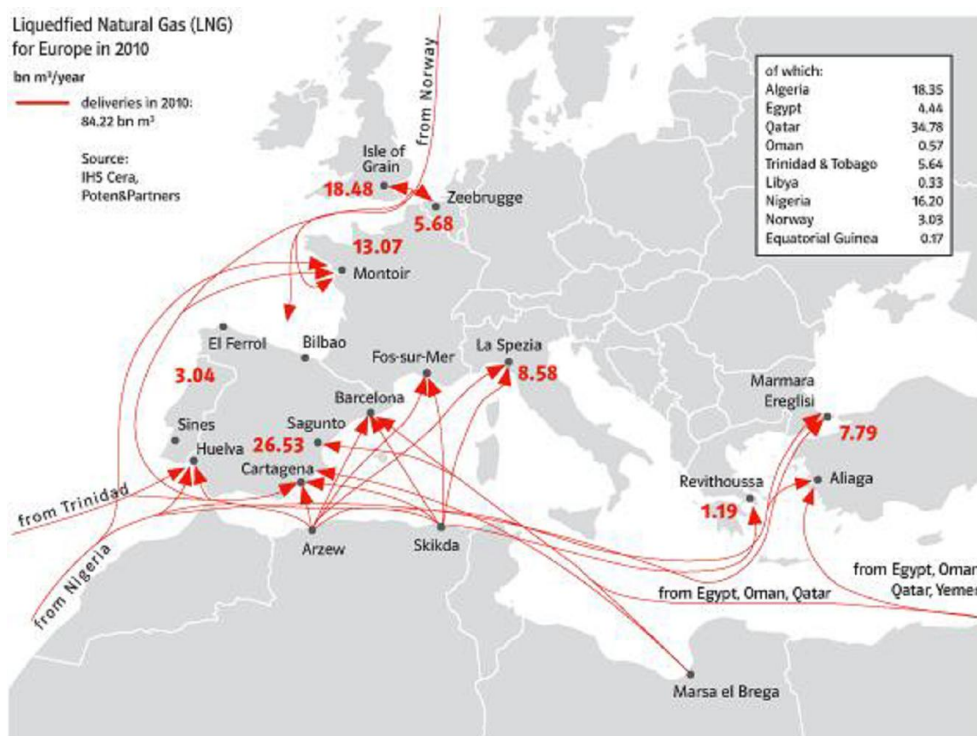 Liquedfied Natural Gas (LNG)
for Europe in 2010
bn m³/year
deliveries in 2010:
84.22 bn m³
Source:
IHS Cera,
Poten&Partners
from Norway
of which:
Algeria 18.35
Egypt 4.44
Qatar 34.78
Oman 0.57
Trinidad & Tobago 5.64
Libya 0.33
Nigeria 16.20
Norway 3.03
Equatorial Guinea 0.17
Isle of
Grain
18.48
Zeebrugge
5.68
13.07
Montoir
El Ferrol
Bilbao
Fos-sur-Mer
La Spezia
8.58
3.04
Barcelona
Marmara
Ereglisi
7.79
Sines
Sagunto
26.53
Huelva
Cartagena
Revithoussa
1.19
Aliaga
from Trinidad
Arzew
Skikda
from Nigeria
from Egypt, Oman, Qatar
from Egypt, Oman
Qatar, Yemen
Marsa el Brega